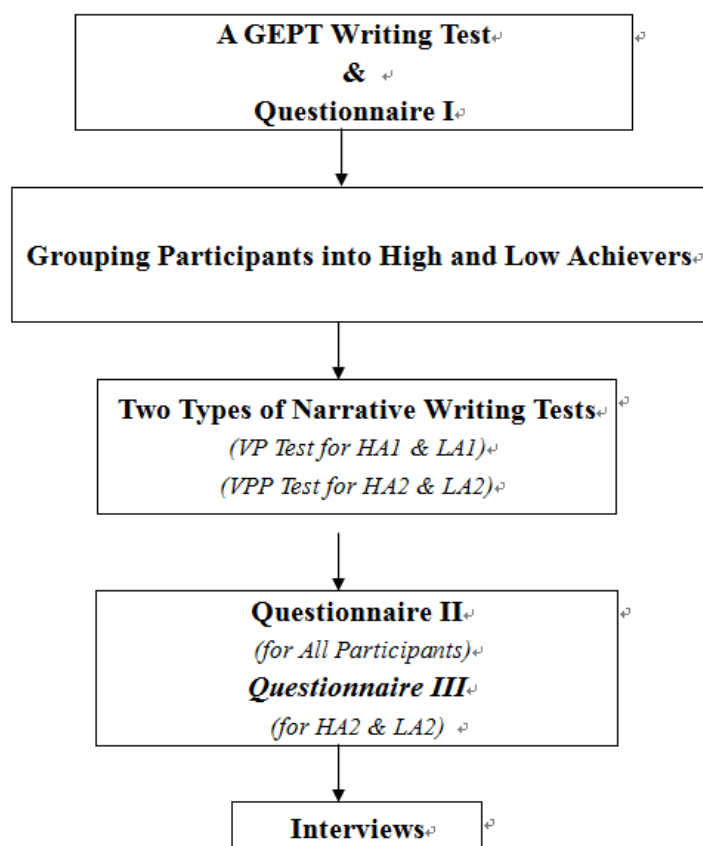 A GEPT Writing Test
&
Questionnaire I
Grouping Participants into High and Low Achievers
Two Types of Narrative Writing Tests
(VP Test for HA1 & LA1)
(VPP Test for HA2 & LA2)
Questionnaire II
(for All Participants)
Questionnaire III
(for HA2 & LA2)
Interviews